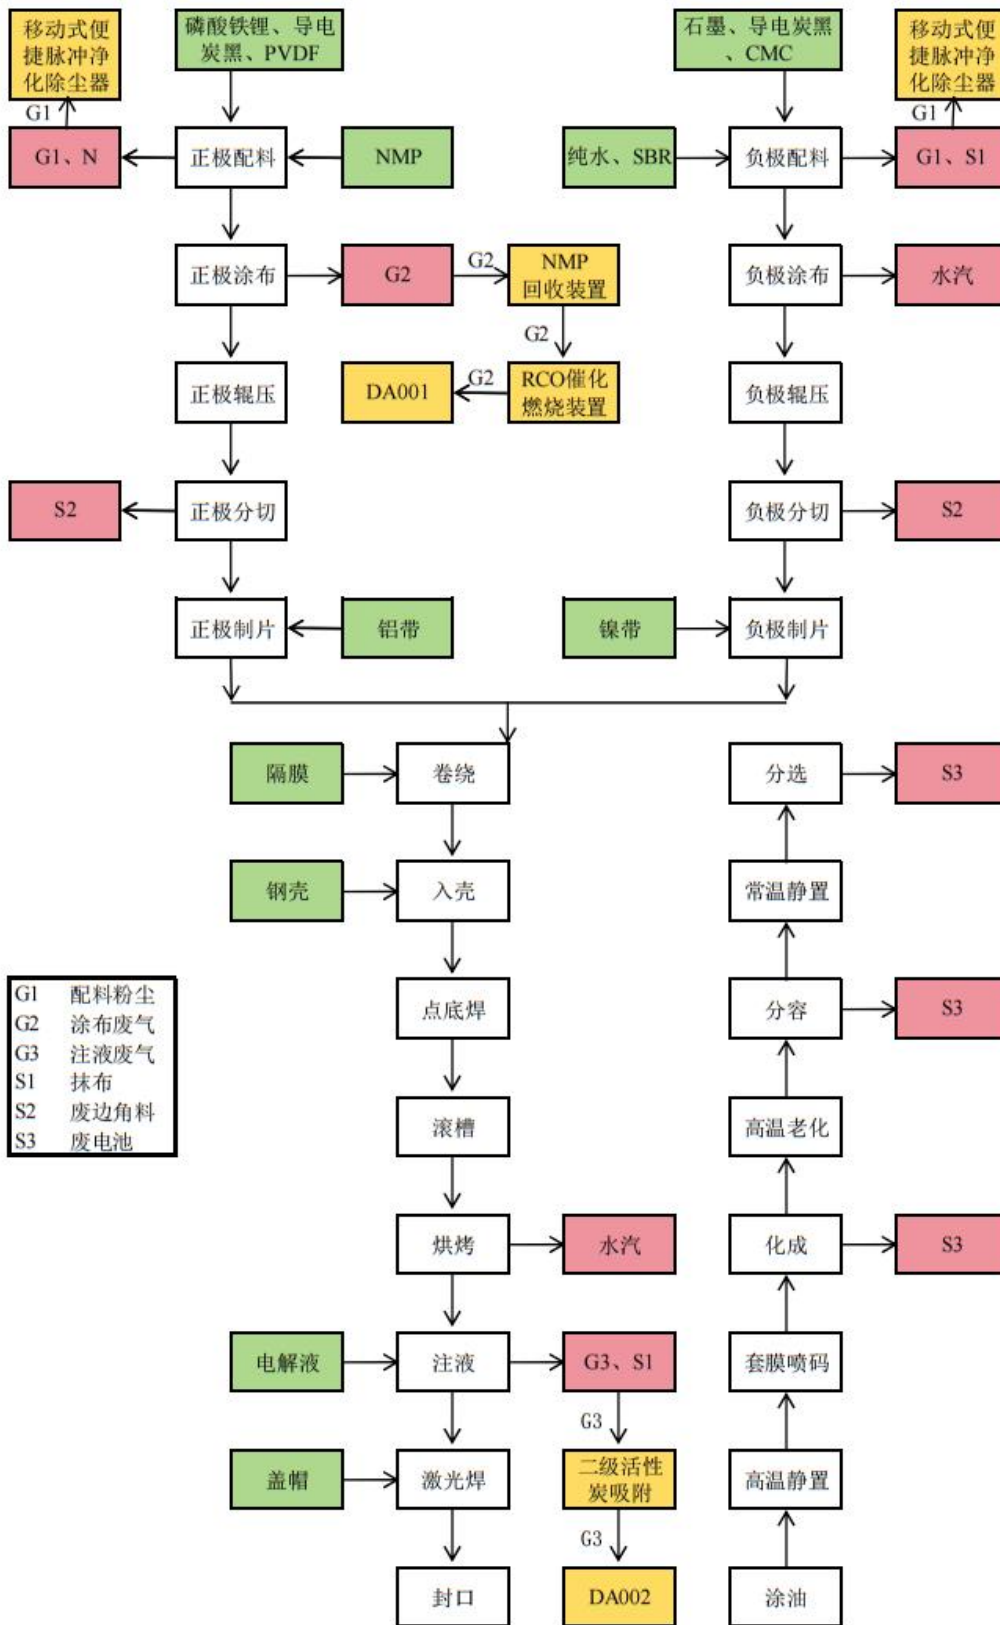 移动式便
捷脉冲净
化除尘器
磷酸铁锂、导电
炭黑、PVDF
石墨、导电炭黑
、CMC
移动式便
捷脉冲净
化除尘器
G1
G1
G1、N
正极配料
NMP
纯水、SBR
负极配料
G1、S1
正极涂布
G2
G2
NMP
回收装置
负极涂布
水汽
G2
正极辊压
DA001
G2
RCO催化
燃烧装置
负极辊压
S2
正极分切
负极分切
S2
正极制片
铝带
镍带
负极制片
隔膜
卷绕
分选
S3
钢壳
入壳
常温静置
G1 配料粉尘
G2 涂布废气
G3 注液废气
S1 抹布
S2 废边角料
S3 废电池
点底焊
分容
S3
滚槽
高温老化
烘烤
水汽
化成
S3
电解液
注液
G3、S1
套膜喷码
G3
盖帽
激光焊
二级活性
炭吸附
高温静置
G3
封口
DA002
涂油